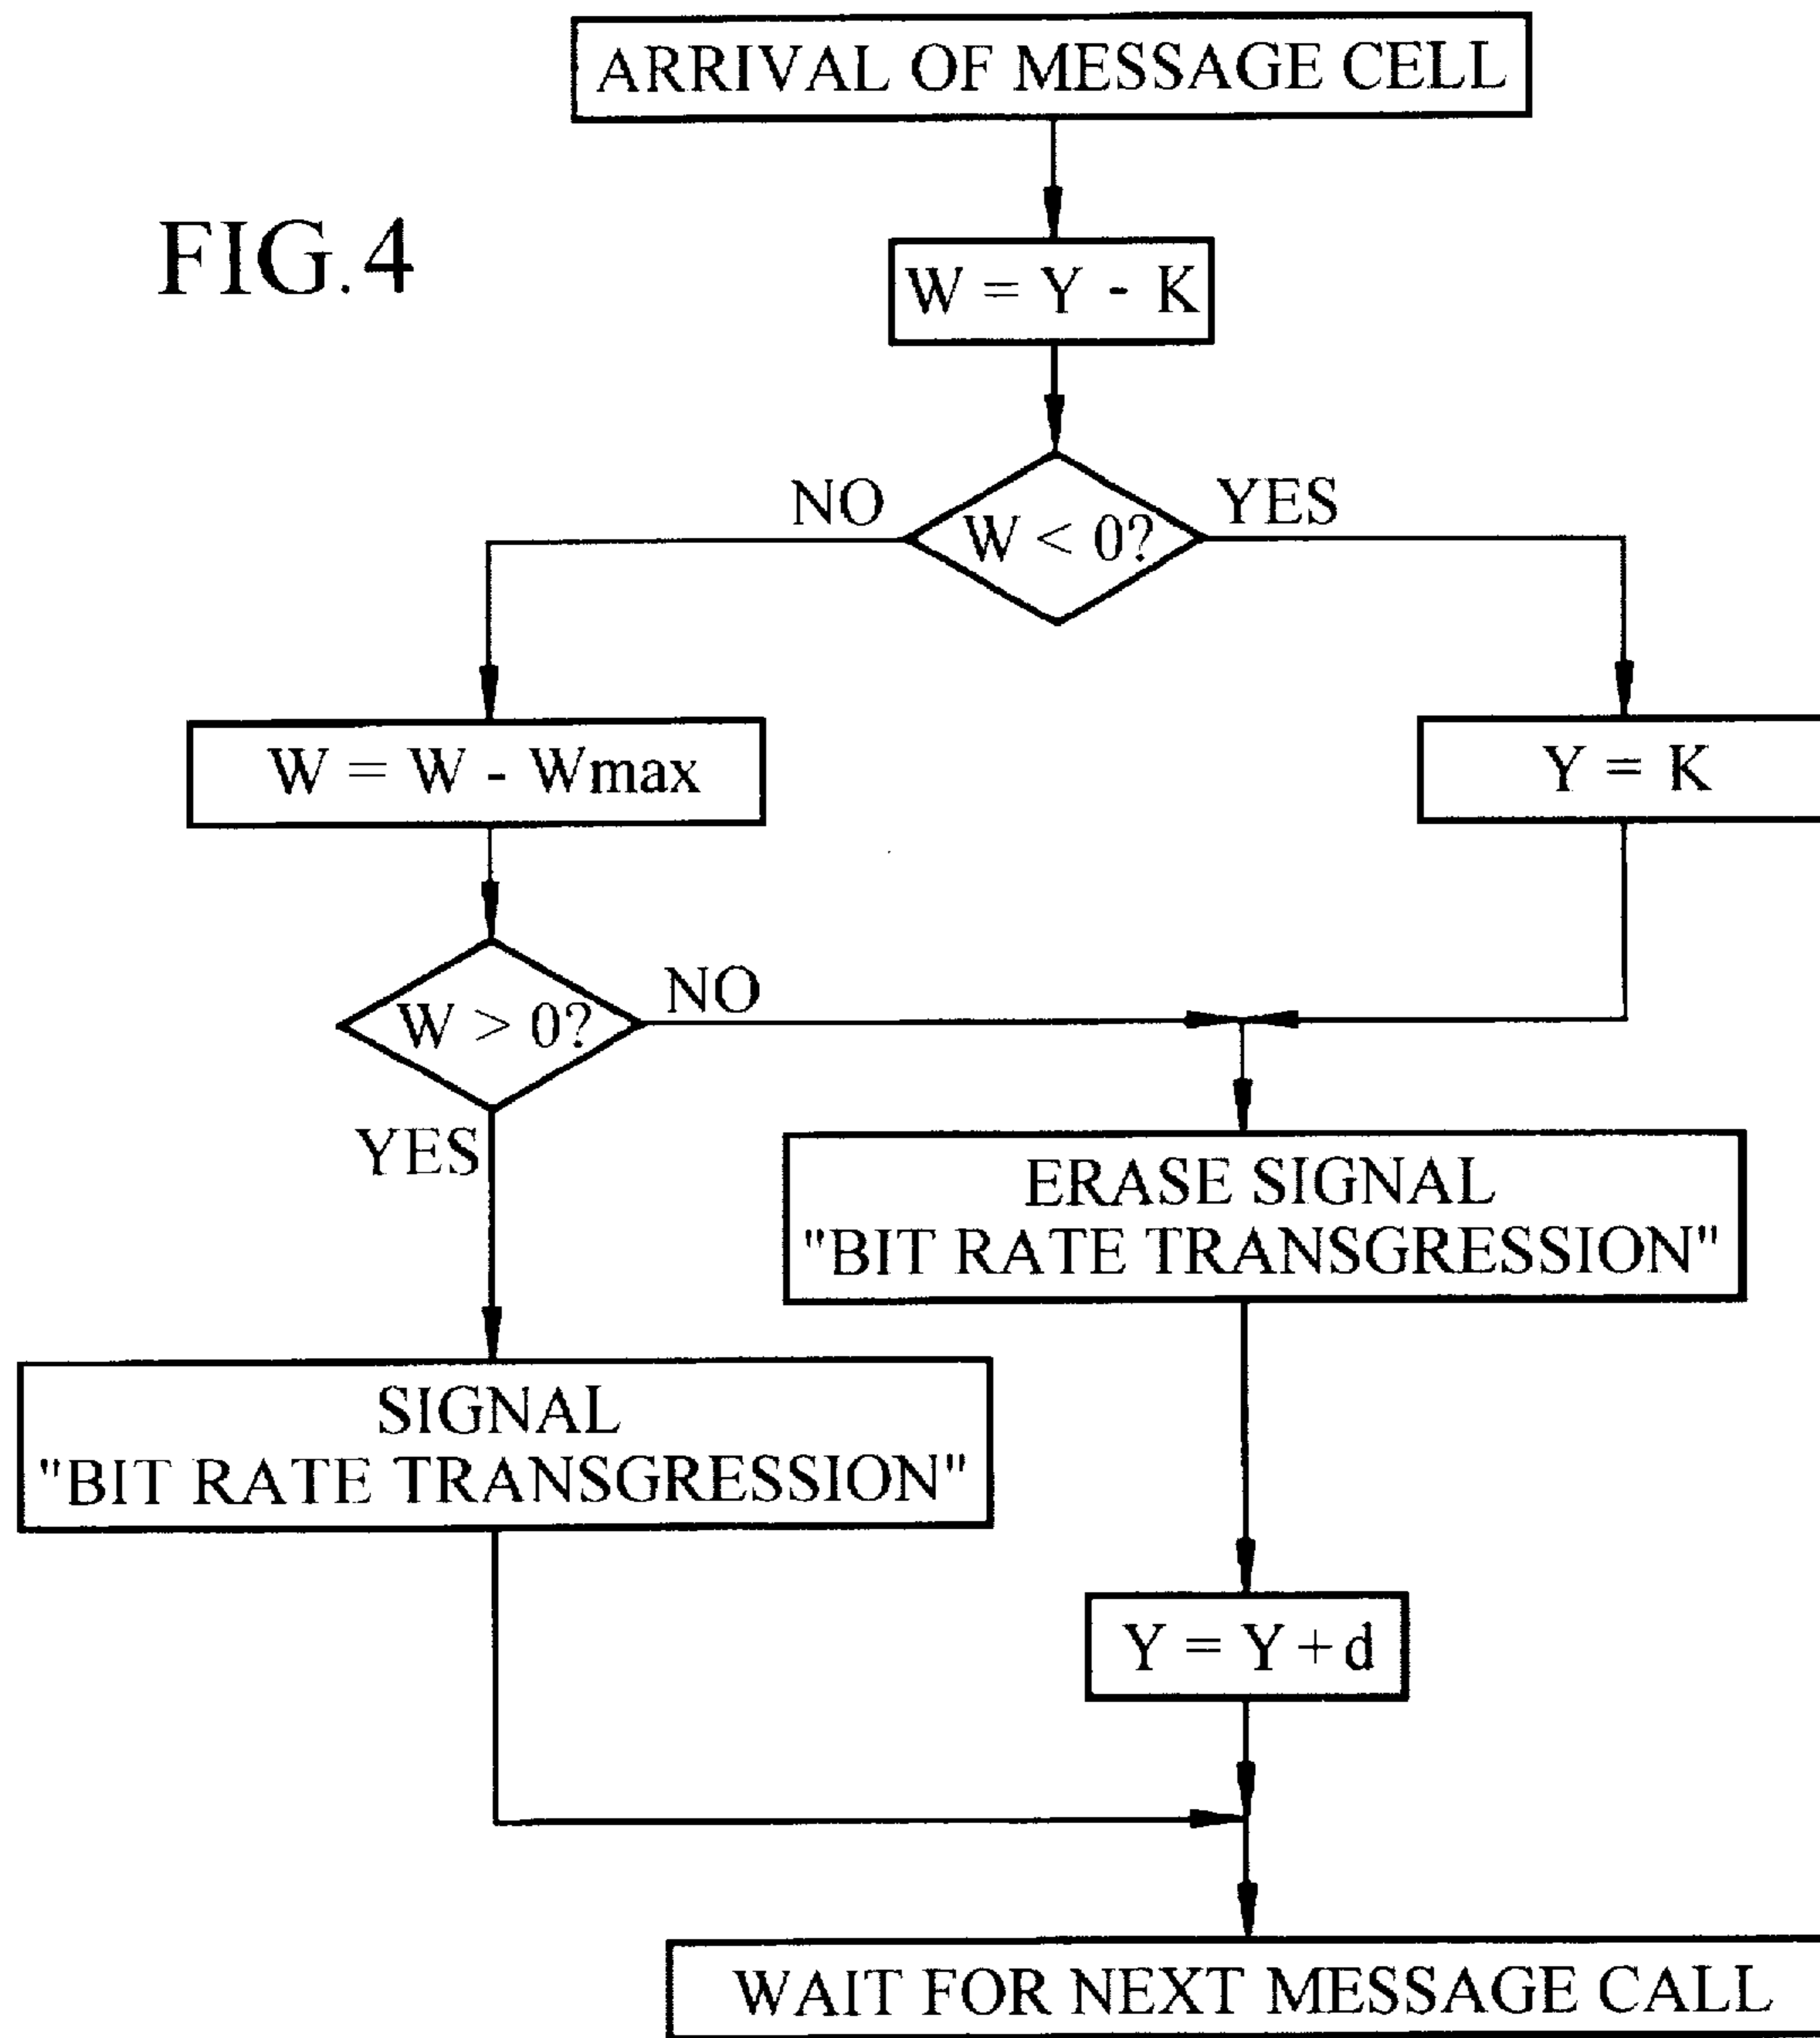 ARRIVAL OF MESSAGE CELL
FIG.4
W = Y - K
NO
YES
W < 0?
W = W - Wmax
Y = K
NO
W > 0?
YES
ERASE SIGNAL
"BIT RATE TRANSGRESSION"
SIGNAL
"BIT RATE TRANSGRESSION"
Y = Y + d
WAIT FOR NEXT MESSAGE CALL